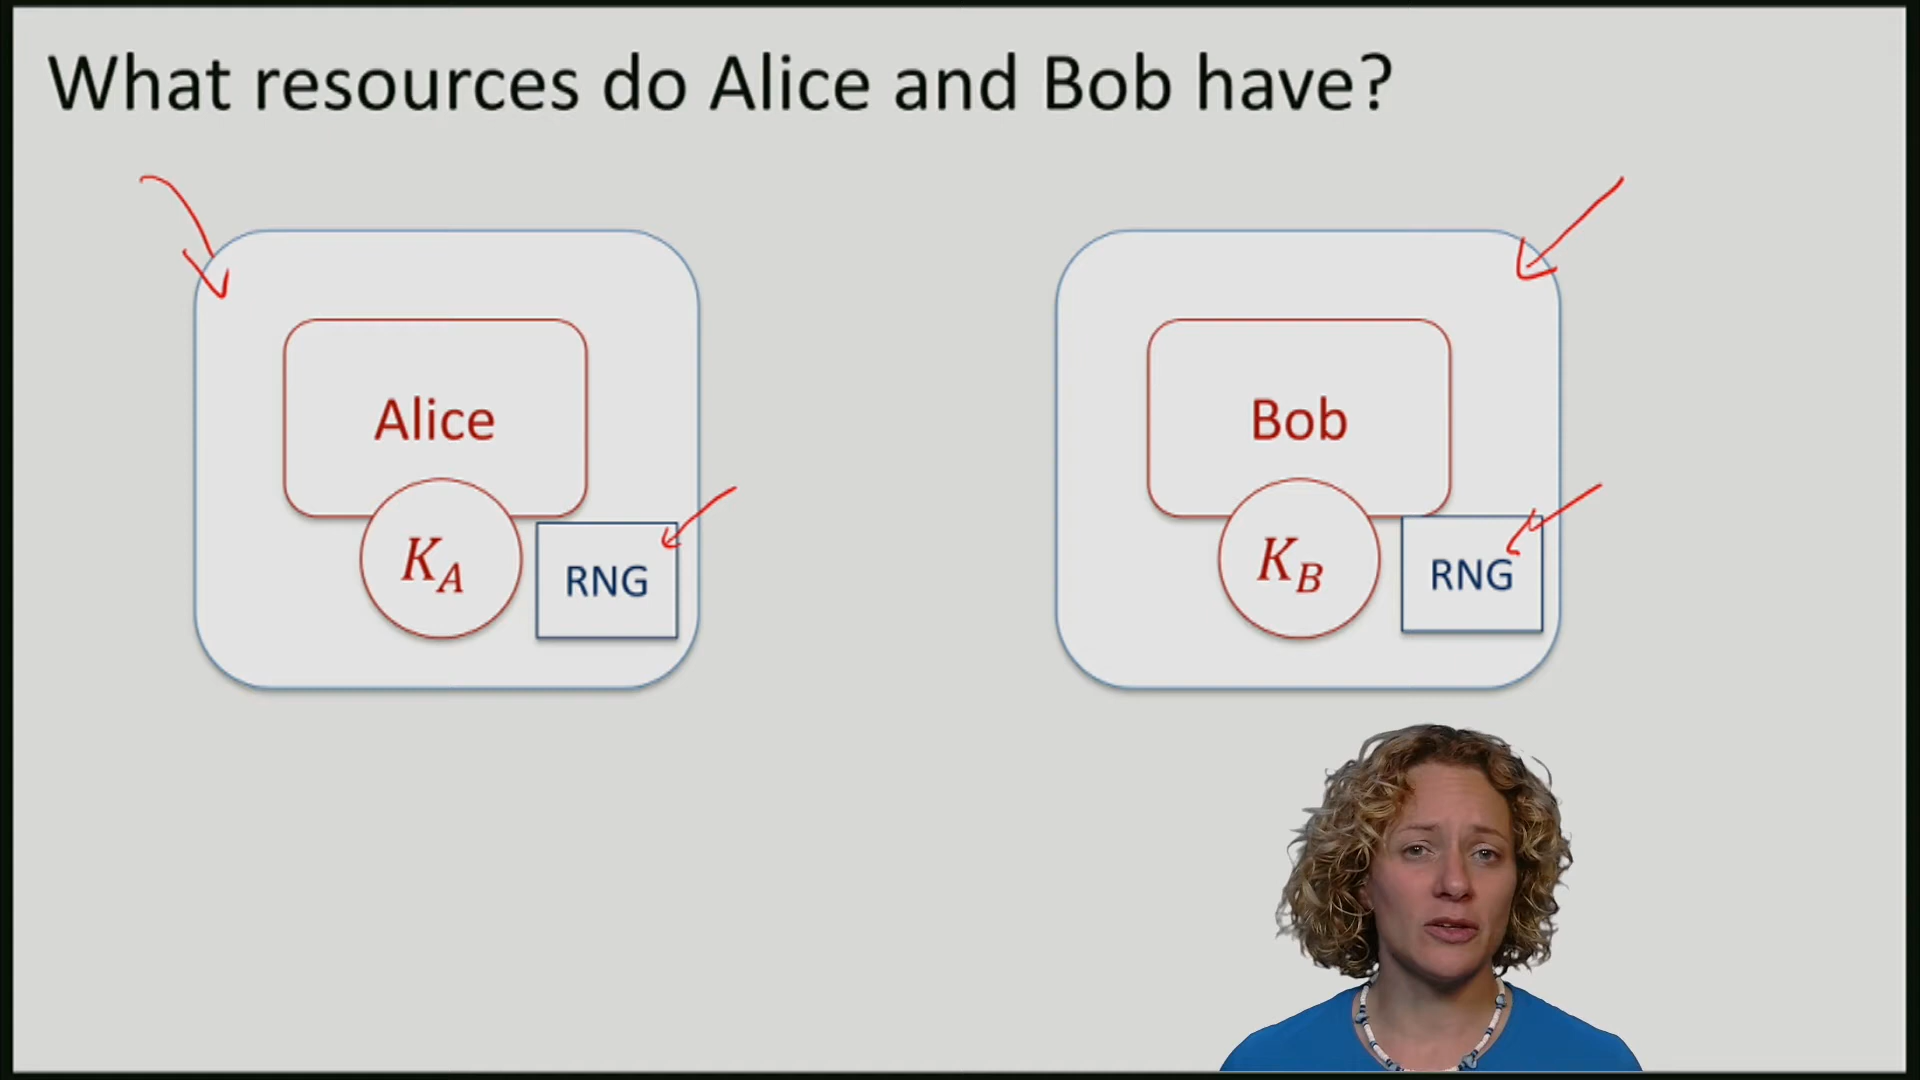 What resources do Alice and Bob have?
Alice
Bob
K_A
RNG
K_B
RNG